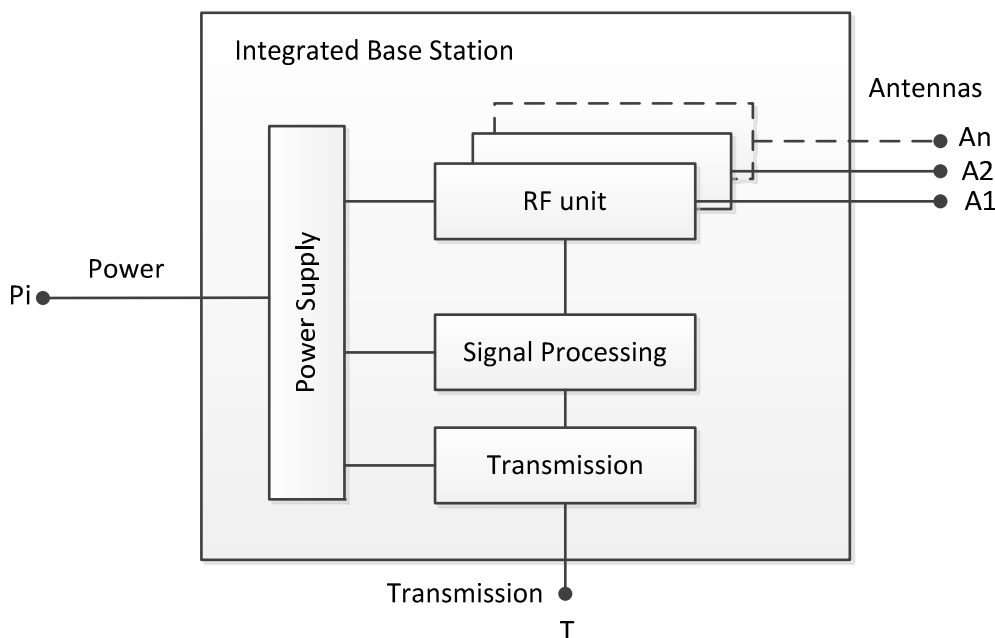 Integrated Base Station
Antennas
An
A2
A1
RF unit
Power
Pi
Power Supply
Signal Processing
Transmission
Transmission
T